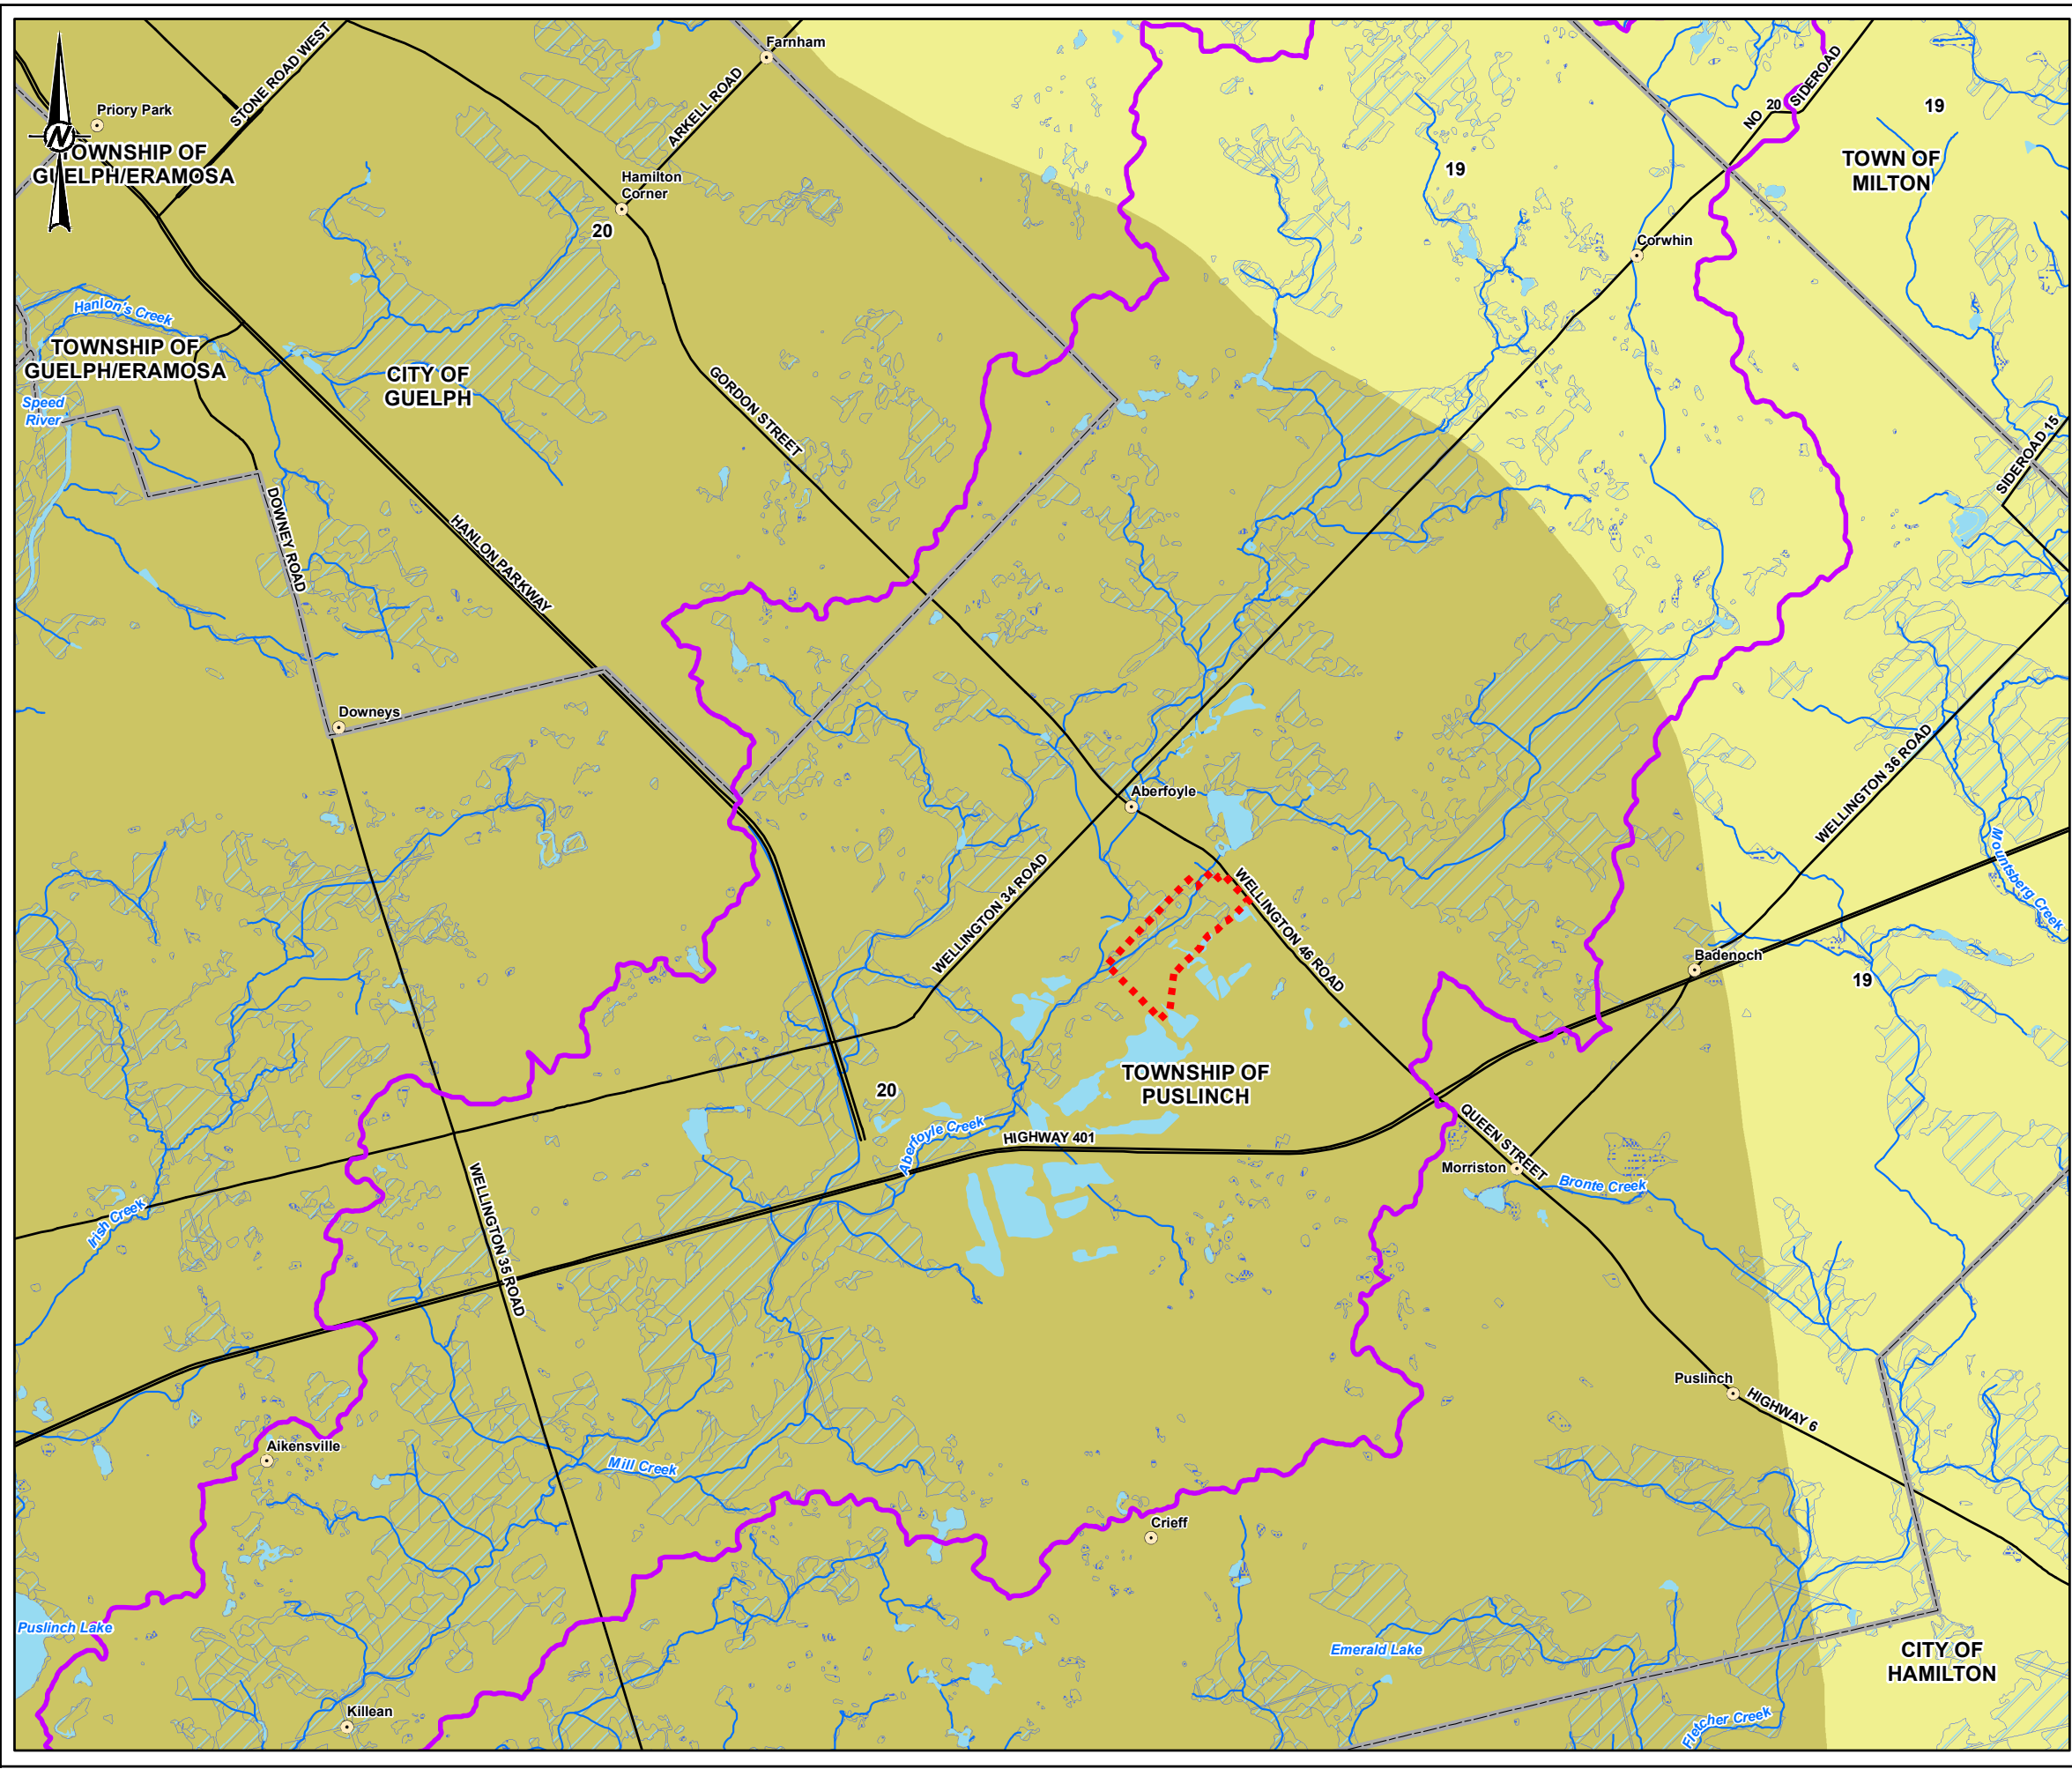 Farnham
STONE ROAD WEST
ARKELL ROAD
SIDEROAD
20
NO
19
Priory Park
N
TOWNSHIP OF
GUELPH/ERAMOSA
TOWN OF
MILTON
19
Hamilton
Corner
20
Corwhin
Hanlon's Creek
TOWNSHIP OF
GUELPH/ERAMOSA
CITY OF
GUELPH
Speed
River
GORDON STREET
SIDEROAD 15
DOWNEY ROAD
HANLON PARKWAY
Downeys
Aberfoyle
WELLINGTON 36 ROAD
Mountsberg Creek
WELLINGTON 34 ROAD
WELLINGTON 46 ROAD
Badenoch
19
TOWNSHIP OF
PUSLINCH
20
Aberfoyle Creek
HIGHWAY 401
QUEEN STREET
Morriston
Bronte Creek
Irish Creek
WELLINGTON 35 ROAD
Puslinch
HIGHWAY 6
Aikensville
Mill Creek
Crieff
Puslinch Lake
Emerald Lake
CITY OF
HAMILTON
Killean
Fletcher Creek